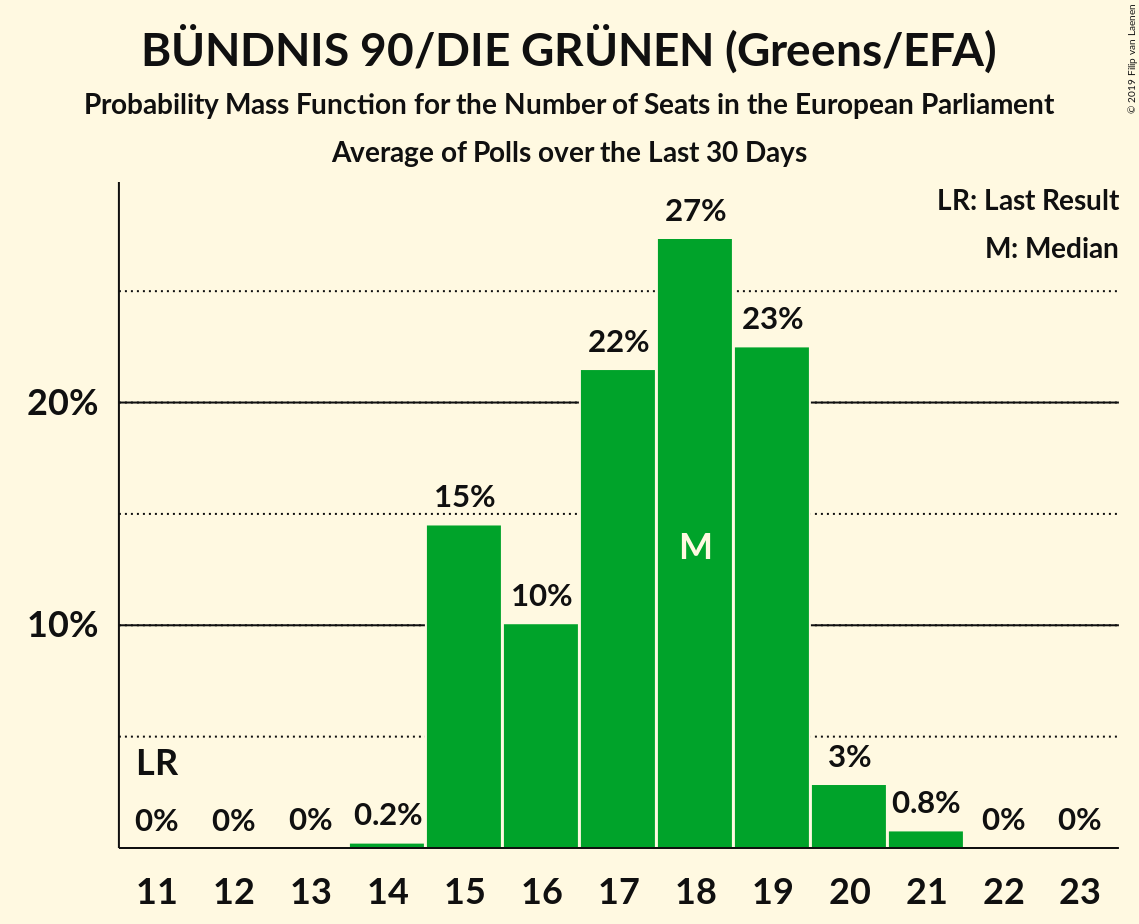 BÜNDNIS 90/DIE GRÜNEN (Greens/EFA)
Probability Mass Function for the Number of Seats in the European Parliament
Average of Polls over the Last 30 Days
© 2019 Filip van Laenen
LR: Last Result
M: Median
27%
23%
22%
20%
15%
M
10%
10%
LR
3%
0.8%
0.2%
0%
0%
0%
0%
0%
11 12 13 14 15 16 17 18 19 20 21 22 23